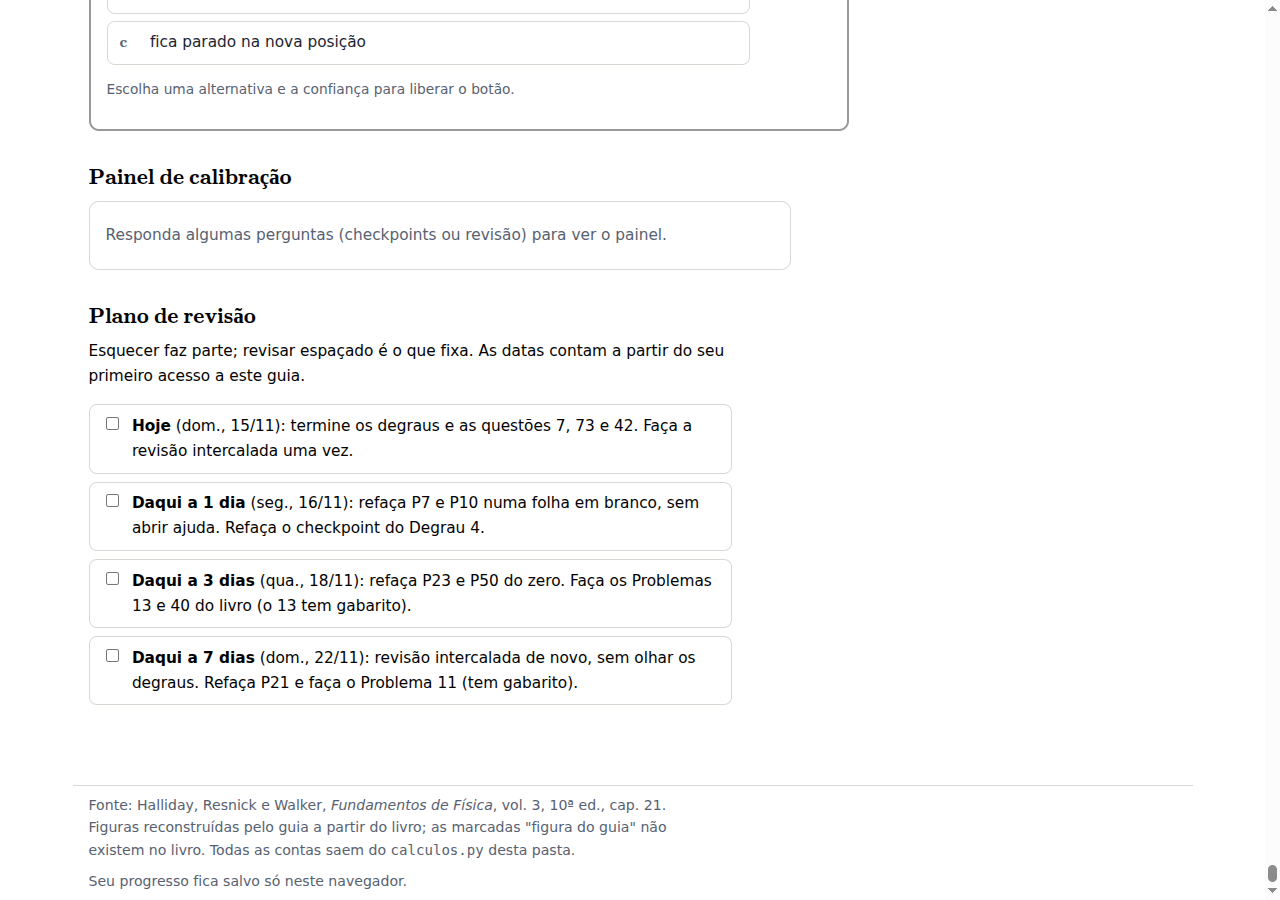 c fica parado na nova posição
Escolha uma alternativa e a confiança para liberar o botão.
Painel de calibração
Responda algumas perguntas (checkpoints ou revisão) para ver o painel.
Plano de revisão
Esquecer faz parte; revisar espaçado é o que fixa. As datas contam a partir do seu
primeiro acesso a este guia.
Hoje (dom., 15/11): termine os degraus e as questões 7, 73 e 42. Faça a
revisão intercalada uma vez.
Daqui a 1 dia (seg., 16/11): refaça P7 e P10 numa folha em branco, sem
abrir ajuda. Refaça o checkpoint do Degrau 4.
Daqui a 3 dias (qua., 18/11): refaça P23 e P50 do zero. Faça os Problemas
13 e 40 do livro (o 13 tem gabarito).
Daqui a 7 dias (dom., 22/11): revisão intercalada de novo, sem olhar os
degraus. Refaça P21 e faça o Problema 11 (tem gabarito).
Fonte: Halliday, Resnick e Walker, Fundamentos de Física, vol. 3, 10ª ed., cap. 21.
Figuras reconstruídas pelo guia a partir do livro; as marcadas "figura do guia" não
existem no livro. Todas as contas saem do calculos.py desta pasta.
Seu progresso fica salvo só neste navegador.